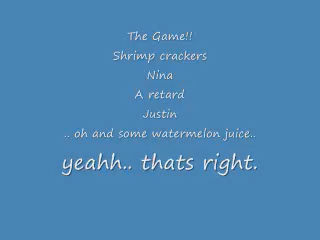 The Game!!
Shrimp crackers
Nina
A retard
Justin
.. oh and some watermelon juice..
yeahh.. thats right.